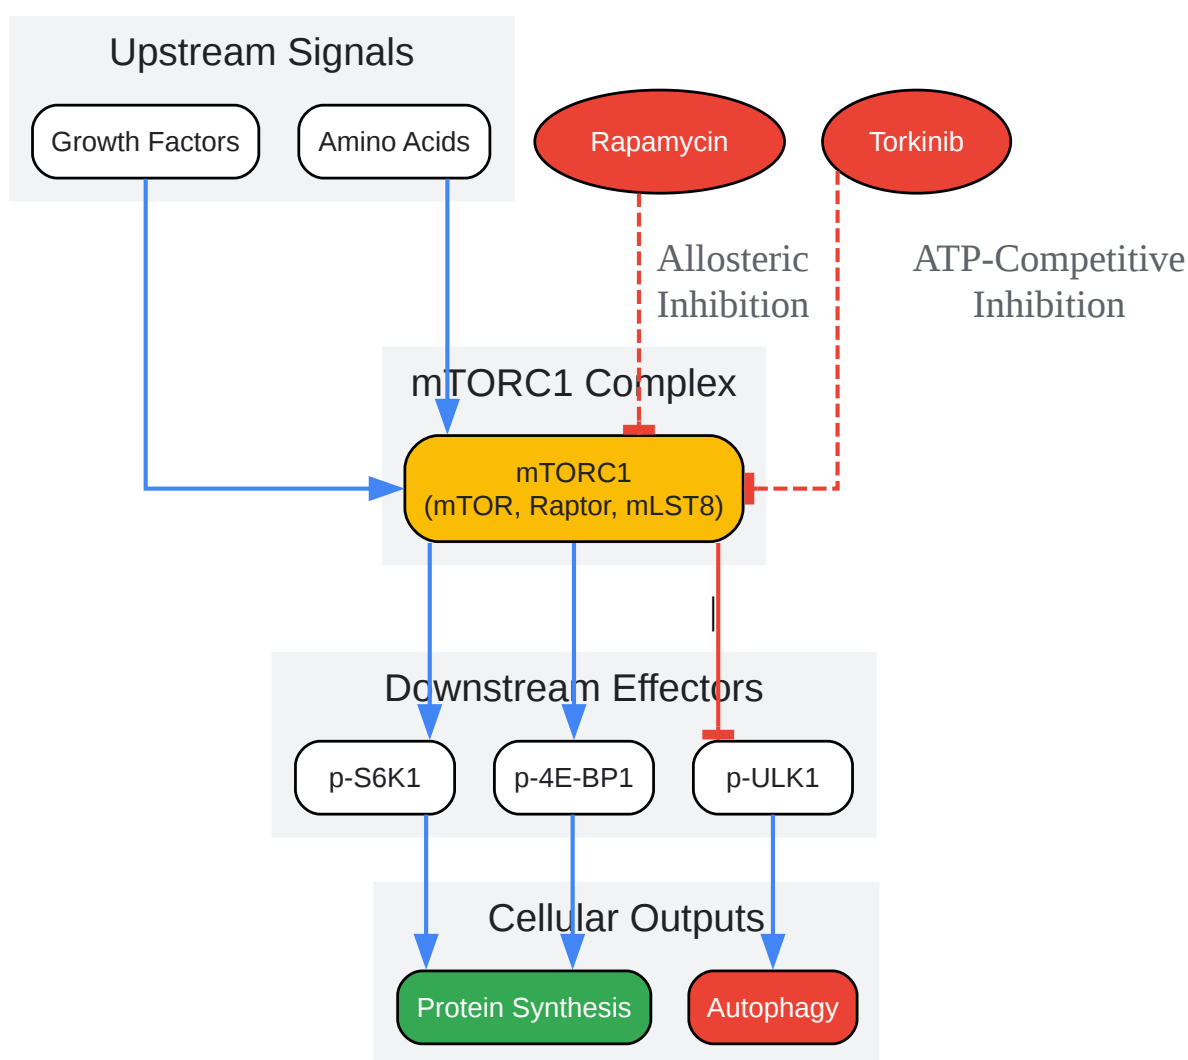 Upstream Signals
Growth Factors
Amino Acids
Rapamycin
Torkinib
Allosteric
Inhibition
ATP-Competitive
Inhibition
mTORC1 Complex
mTORC1
(mTOR, Raptor, mLST8)
|
Downstream Effectors
p-S6K1
p-4E-BP1
p-ULK1
Cellular Outputs
Protein Synthesis
Autophagy